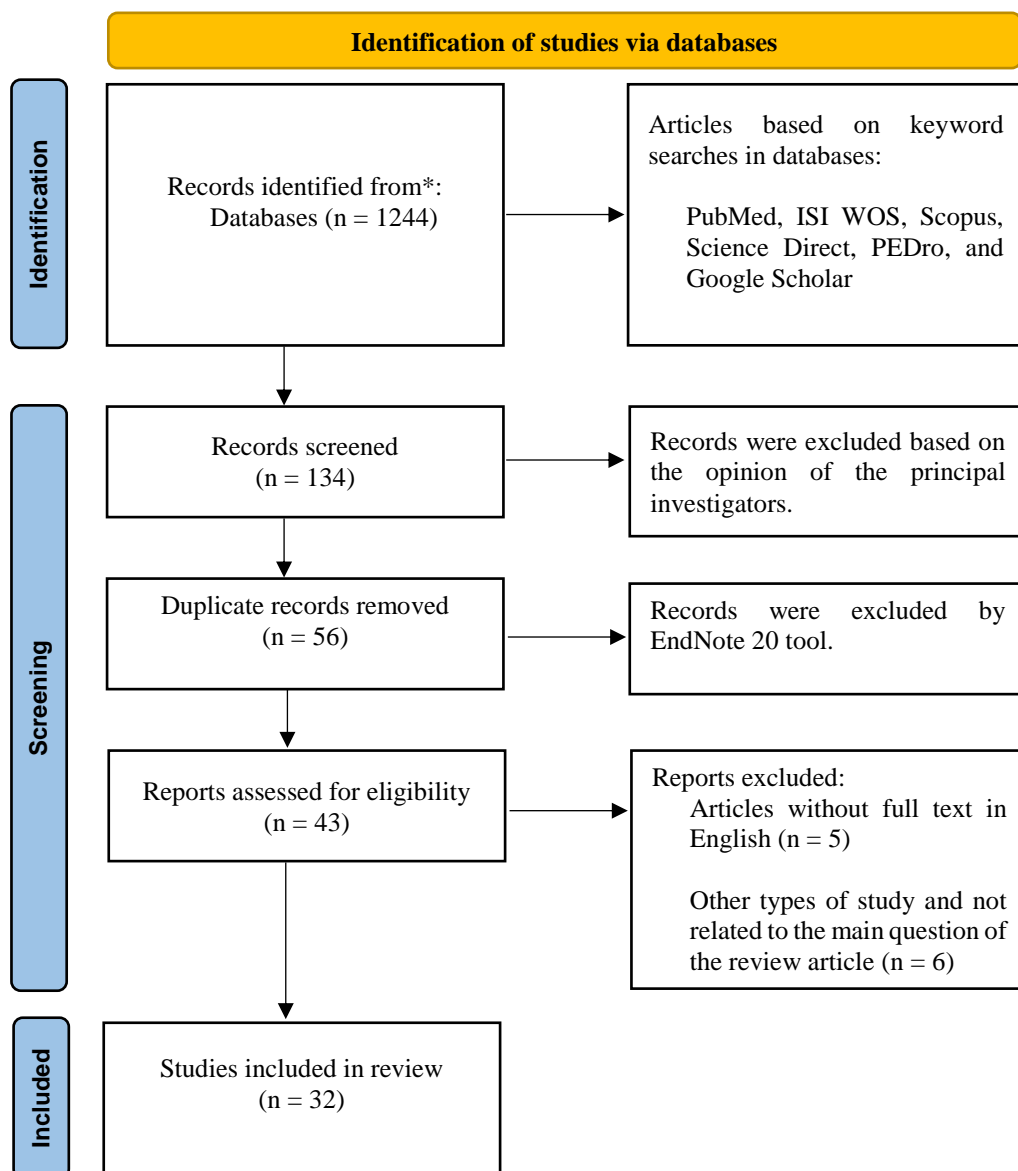 Identification of studies via databases
Identification
Records identified from*:
Databases (n = 1244)
Articles based on keyword
searches in databases:
PubMed, ISI WOS, Scopus,
Science Direct, PEDro, and
Google Scholar
Screening
Records screened
(n = 134)
Records were excluded based on
the opinion of the principal
investigators.
Duplicate records removed
(n = 56)
Records were excluded by
EndNote 20 tool.
Reports assessed for eligibility
(n = 43)
Reports excluded:
Articles without full text in
English (n = 5)
Other types of study and not
related to the main question of
the review article (n = 6)
Included
Studies included in review
(n = 32)